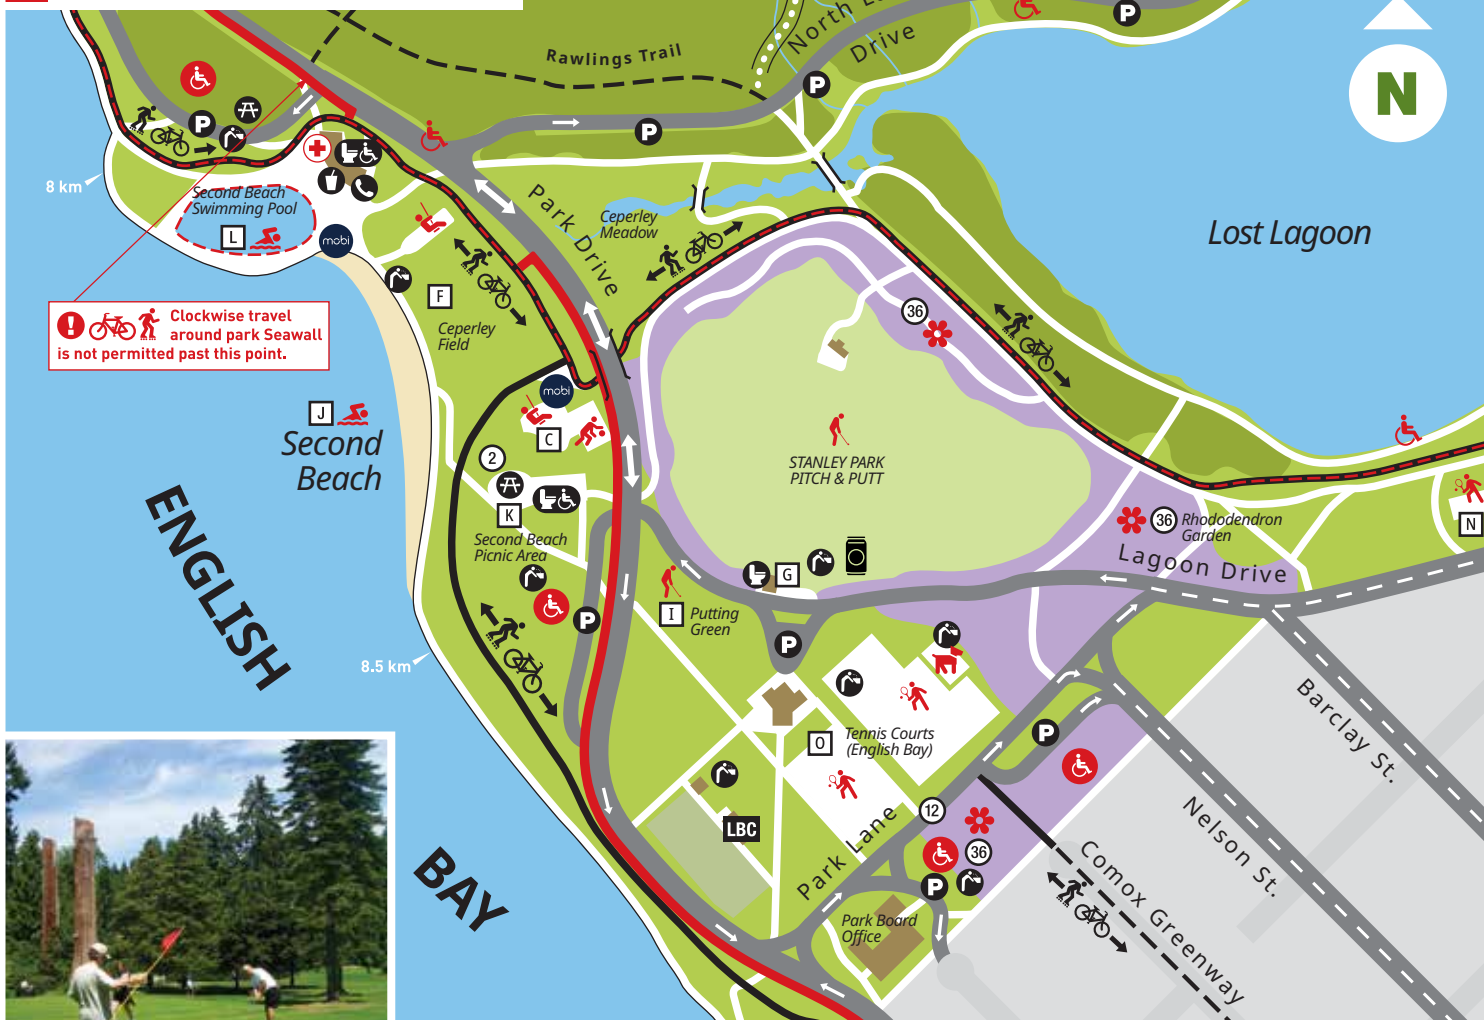 North
Drive
Rawlings Trail
P
P
P
N
P
8 km
Second Beach
Swimming Pool
L
mobi
Park Drive
Ceperley
Meadow
Lost Lagoon
! Clockwise travel
around park Seawall
is not permitted past this point.
F
Ceperley
Field
36
mobi
J
Second
Beach
C
2
K
Second Beach
Picnic Area
STANLEY PARK
PITCH & PUTT
36
Rhododendron
Garden
N
Lagoon Drive
ENGLISH
BAY
G
I
Putting
Green
P
P
8.5 km
O
Tennis Courts
(English Bay)
P
Barclay St.
Nelson St.
LBC
12
36
Park Lane
P
Comox Greenway
Park Board
Office